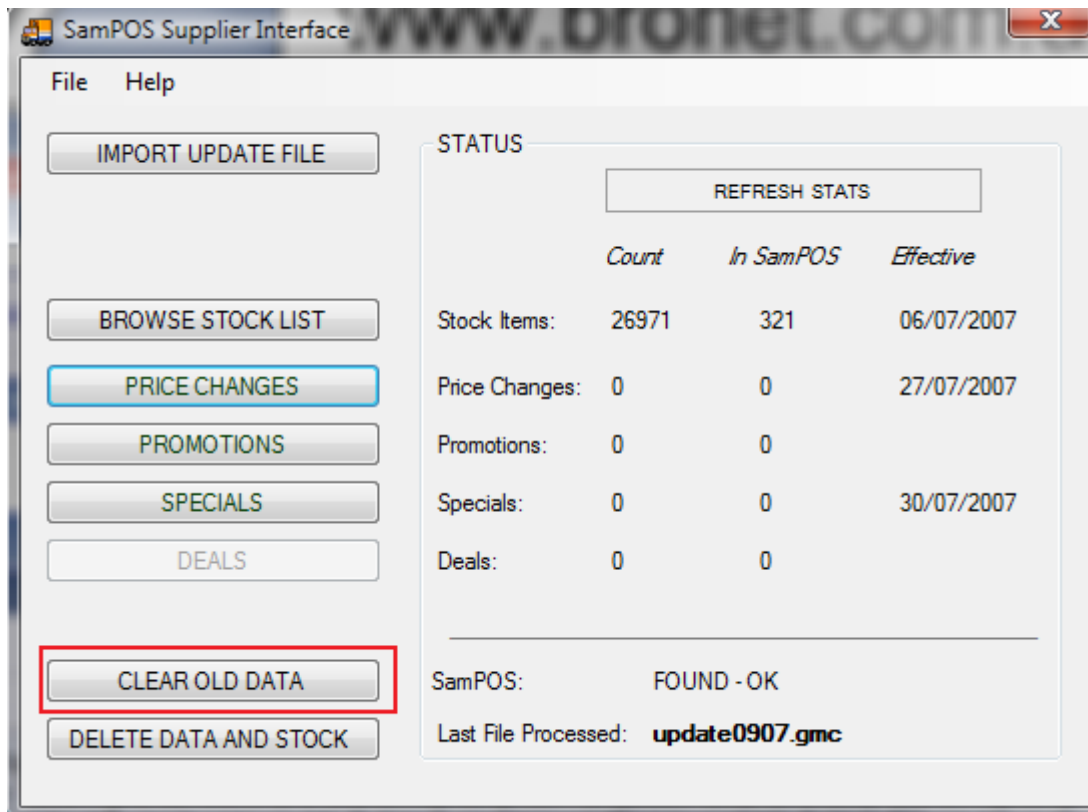 SamPOS Supplier Interface
www.bronet.com.
File Help
IMPORT UPDATE FILE
BROWSE STOCK LIST
PRICE CHANGES
PROMOTIONS
SPECIALS
DEALS
CLEAR OLD DATA
DELETE DATA AND STOCK
STATUS
REFRESH STATS
Count In SamPOS Effective
Stock Items: 26971 321 06/07/2007
Price Changes: 0 0 27/07/2007
Promotions: 0 0
Specials: 0 0 30/07/2007
Deals: 0 0
SamPOS: FOUND - OK
Last File Processed: update0907.gmc